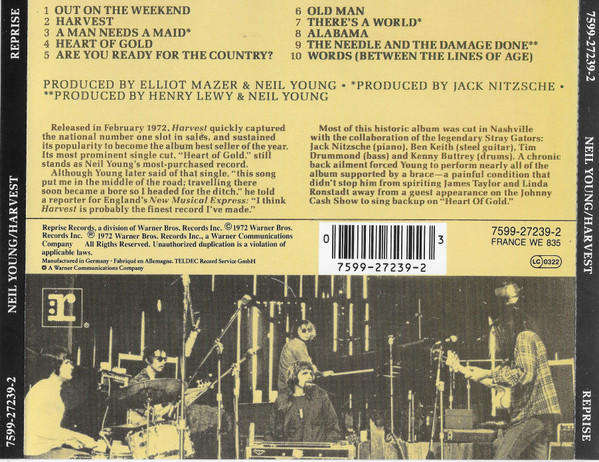 REPRISE
NEIL YOUNG/HARVEST
7599-27239-2
1 OUT ON THE WEEKEND
2 HARVEST
3 A MAN NEEDS A MAID*
4 HEART OF GOLD
5 ARE YOU READY FOR THE COUNTRY?
6 OLD MAN
7 THERE'S A WORLD*
8 ALABAMA
9 THE NEEDLE AND THE DAMAGE DONE**
10 WORDS (BETWEEN THE LINES OF AGE)
PRODUCED BY ELLIOT MAZER & NEIL YOUNG • *PRODUCED BY JACK NITZSCHE •
**PRODUCED BY HENRY LEWY & NEIL YOUNG
Released in February 1972, Harvest quickly captured
the national number one slot in sales, and sustained
its popularity to become the album best seller of the year.
Its most prominent single cut, "Heart of Gold," still
stands as Neil Young's most-purchased record.
Although Young later said of that single, "this song
put me in the middle of the road; travelling there
soon became a bore so I headed for the ditch," he told
a reporter for England's New Musical Express: "I think
Harvest is probably the finest record I've made."
Most of this historic album was cut in Nashville
with the collaboration of the legendary Stray Gators:
Jack Nitzsche (piano), Ben Keith (steel guitar), Tim
Drummond (bass) and Kenny Buttrey (drums). A chronic
back ailment forced Young to perform nearly all of the
album supported by a brace—a painful condition that
didn't stop him from spiriting James Taylor and Linda
Ronstadt away from a guest appearance on the Johnny
Cash Show to sing backup on "Heart Of Gold."
Reprise Records, a division of Warner Bros. Records Inc. ©1972 Warner Bros.
Records Inc. ℗ 1972 Warner Bros. Records Inc., a Warner Communications
Company All Rigths Reserved. Unauthorized duplication is a violation of
applicable laws.
Manufactured in Germany · Fabriqué en Allemagne. TELDEC Record Service GmbH
A Warner Communications Company
0 3
7599-27239-2
7599-27239-2
FRANCE WE 835
LC 0322
r
7599-27239-2
NEIL YOUNG/HARVEST
REPRISE